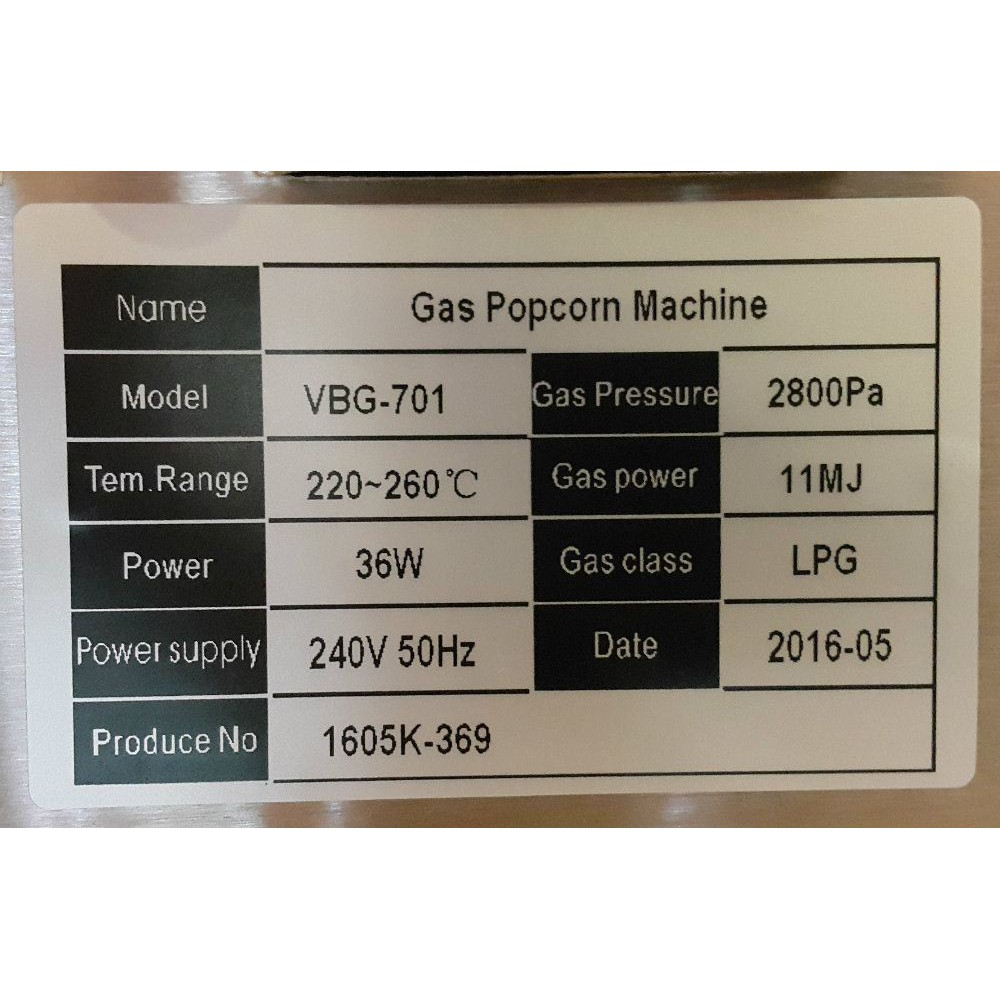 Name Gas Popcorn Machine
Model VBG-701 Gas Pressure 2800Pa
Tem.Range 220~260℃ Gas power 11MJ
Power 36W Gas class LPG
Power supply 240V 50Hz Date 2016-05
Produce No 1605K-369